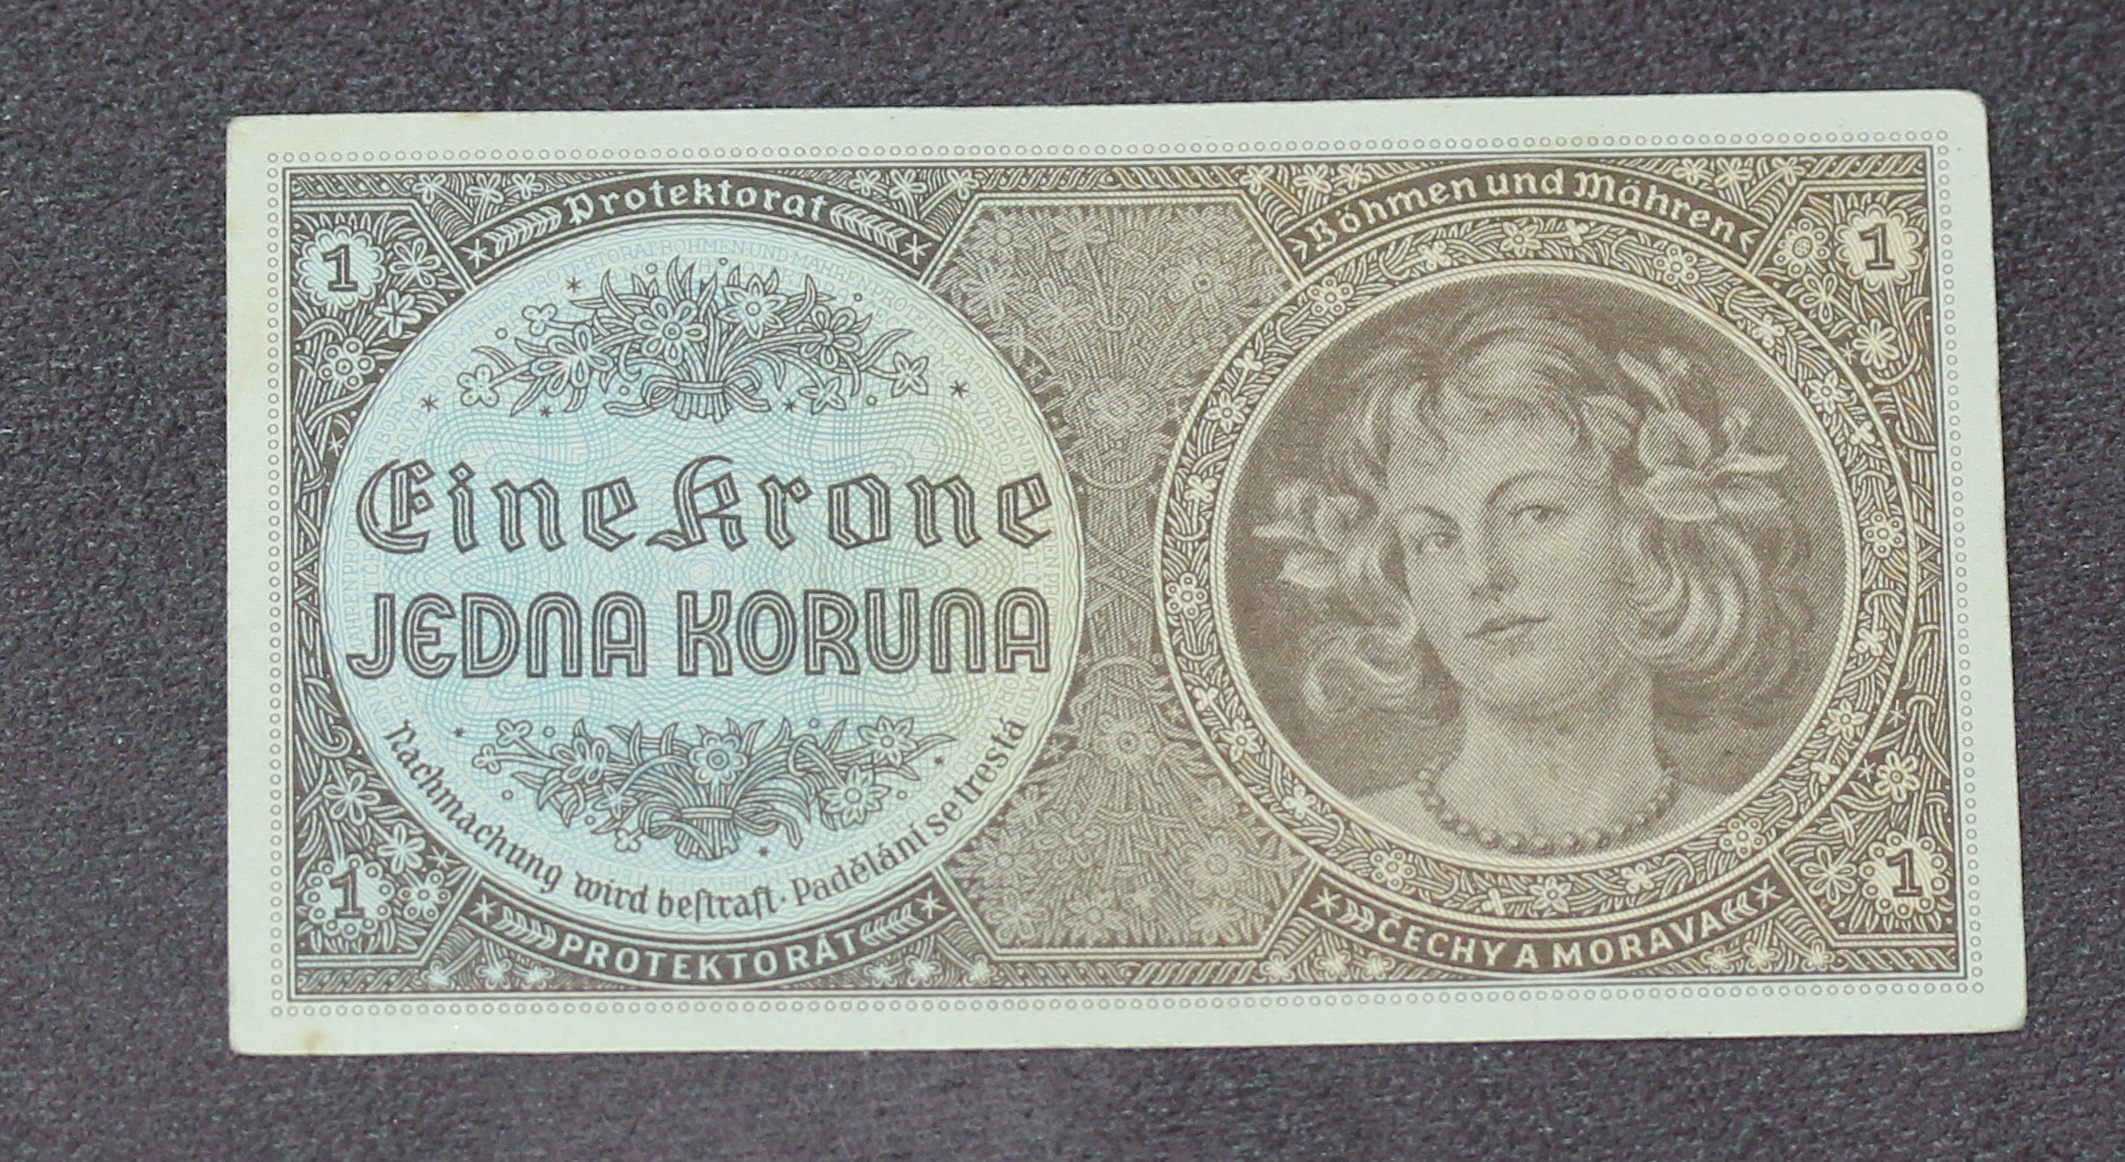 Protektorat
Böhmen und Mähren
1
1
Eine Krone
JEDNA KORUNA
Nachmachung wird bestraft · Padělání se trestá
1
1
PROTEKTORÁT
ČECHY A MORAVA